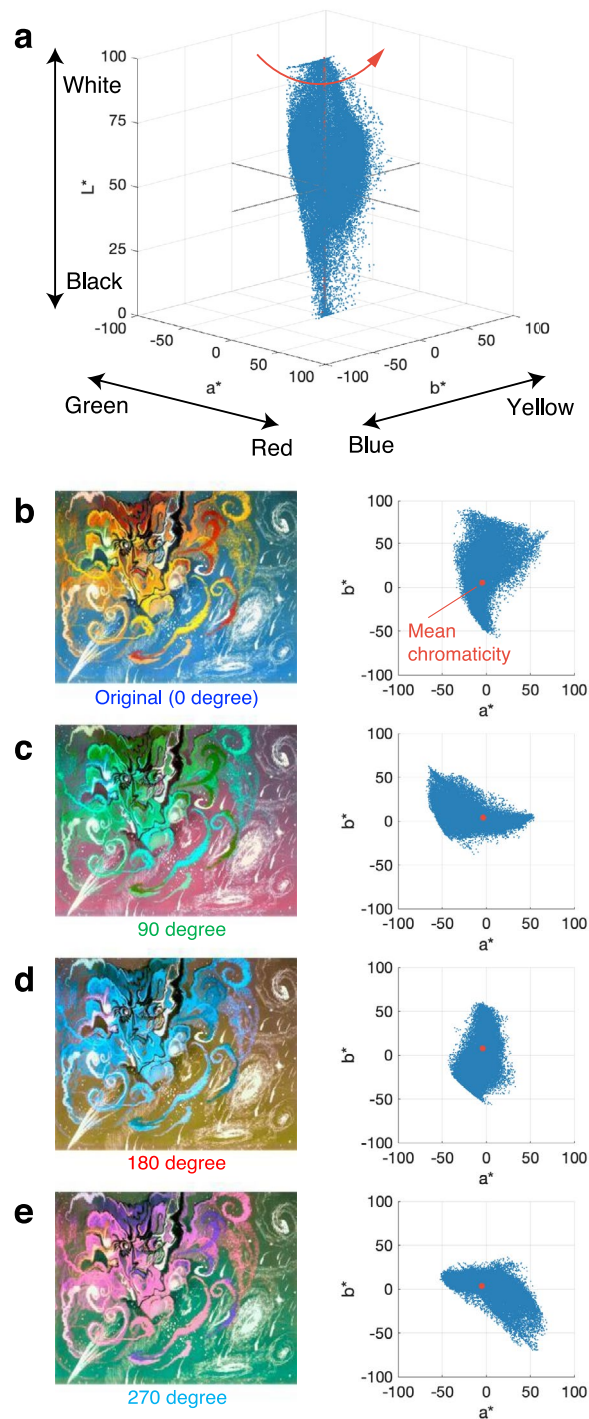 a
100
White
75
L*
50
25
Black
0
-100
-50
0
50
100
a*
-100
-50
0
50
100
b*
Green
Red
Blue
Yellow
b
Original (0 degree)
100
50
b*
0
-50
-100
Mean
chromaticity
-100 -50 0 50 100
a*
c
90 degree
100
50
b*
0
-50
-100
-100 -50 0 50 100
a*
d
180 degree
100
50
b*
0
-50
-100
-100 -50 0 50 100
a*
e
270 degree
100
50
b*
0
-50
-100
-100 -50 0 50 100
a*